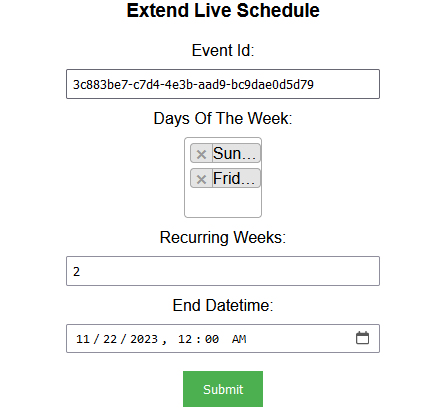 Extend Live Schedule
Event Id:
3c883be7-c7d4-4e3b-aad9-bc9dae0d5d79
Days Of The Week:
× Sun...
× Frid...
Recurring Weeks:
2
End Datetime:
11/22/2023, 12:00 AM
Submit